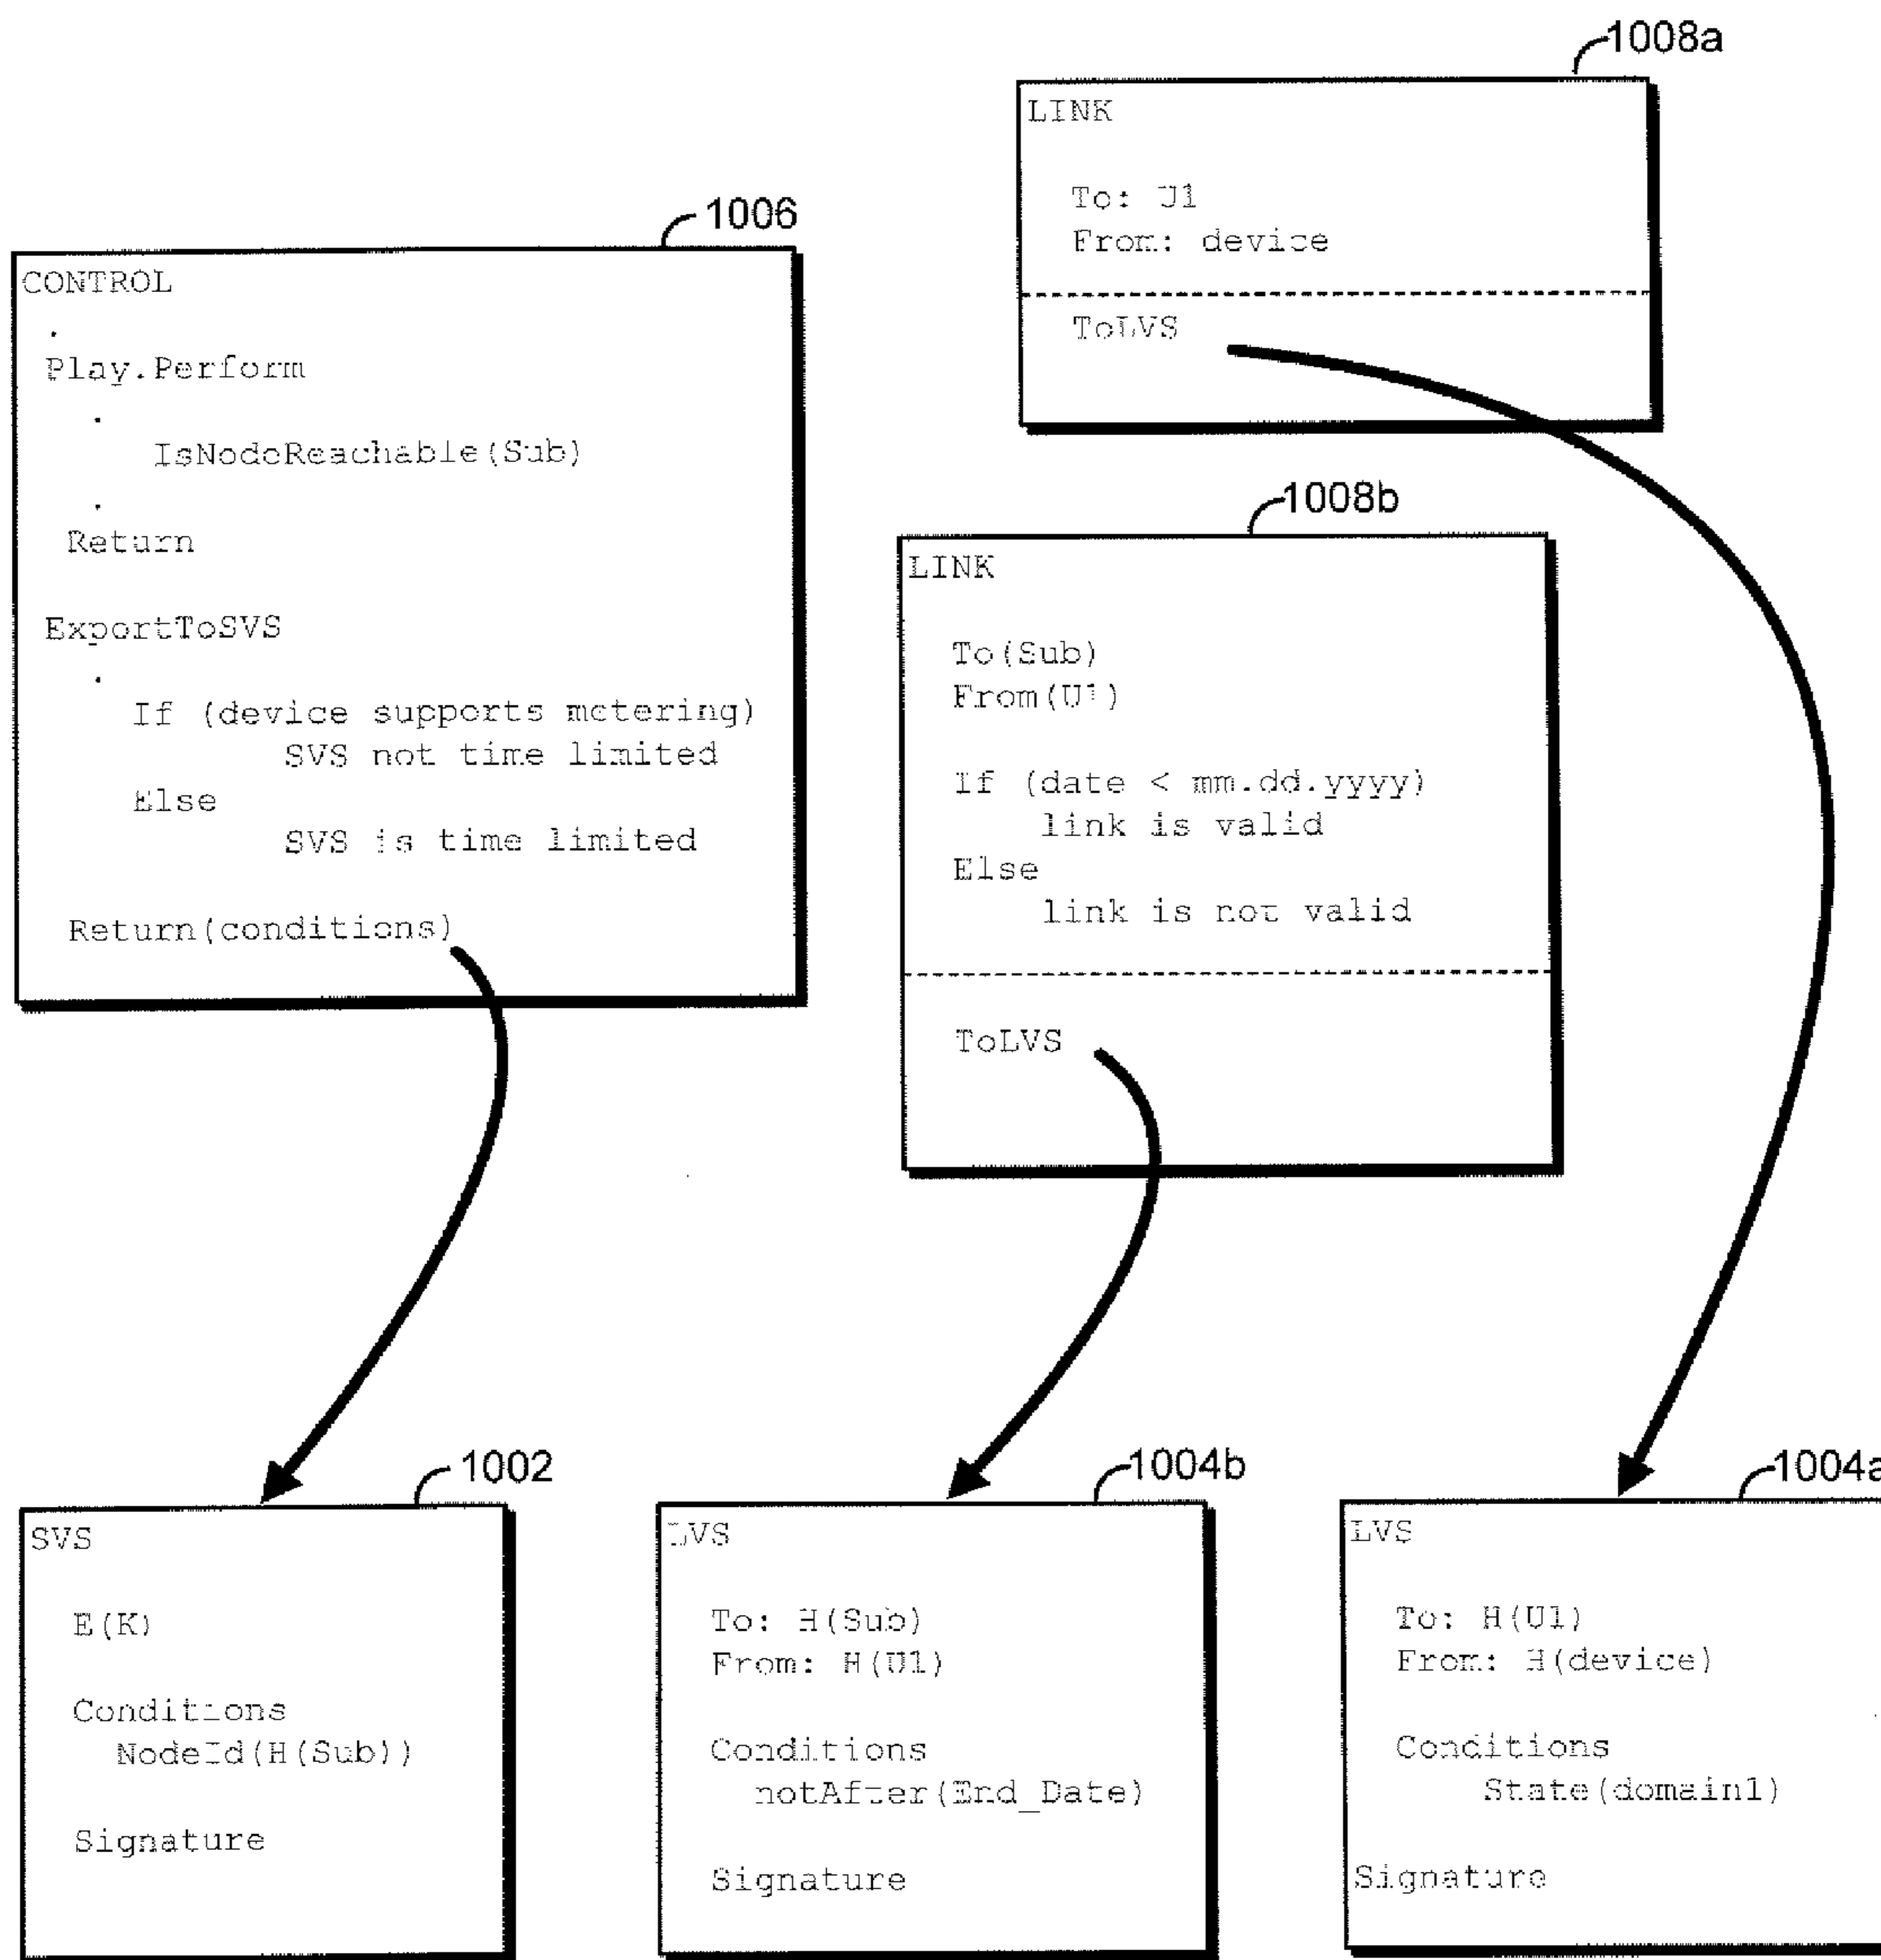 1008a
LINK
To: U1
From: device
ToLVS
1006
CONTROL
.
Play.Perform
.
IsNodeReachable(Sub)
.
Return
ExportToSVS
.
If (device supports metering)
SVS not time limited
Else
SVS is time limited
Return(conditions)
1008b
LINK
To(Sub)
From(U1)
If (date < mm.dd.yyyy)
link is valid
Else
link is not valid
ToLVS
1002
SVS
E(K)
Conditions
NodeId(H(Sub))
Signature
1004b
LVS
To: H(Sub)
From: H(U1)
Conditions
notAfter(End_Date)
Signature
1004a
LVS
To: H(U1)
From: H(device)
Conditions
State(domain1)
Signature